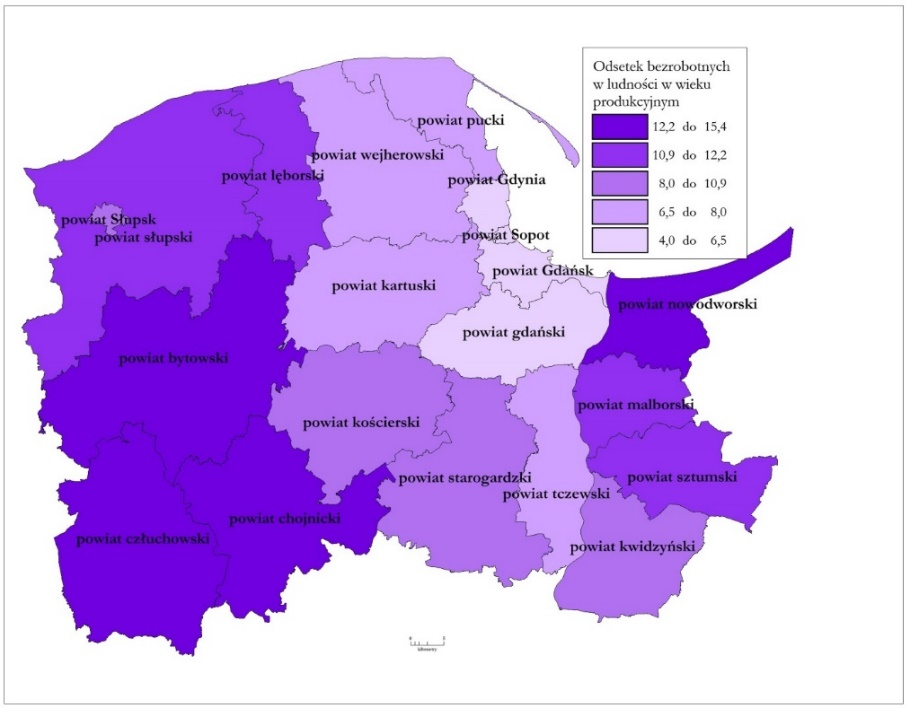 Odsetek bezrobotnych
w ludności w wieku
produkcyjnym
12,2 do 15,4
10,9 do 12,2
8,0 do 10,9
6,5 do 8,0
4,0 do 6,5
powiat pucki
powiat wejherowski
powiat lęborski
powiat Gdynia
powiat Słupsk
powiat słupski
powiat Sopot
powiat Gdańsk
powiat kartuski
powiat nowodworski
powiat gdański
powiat bytowski
powiat malborski
powiat kościerski
powiat starogardzki
powiat sztumski
powiat tczewski
powiat chojnicki
powiat człuchowski
powiat kwidzyński